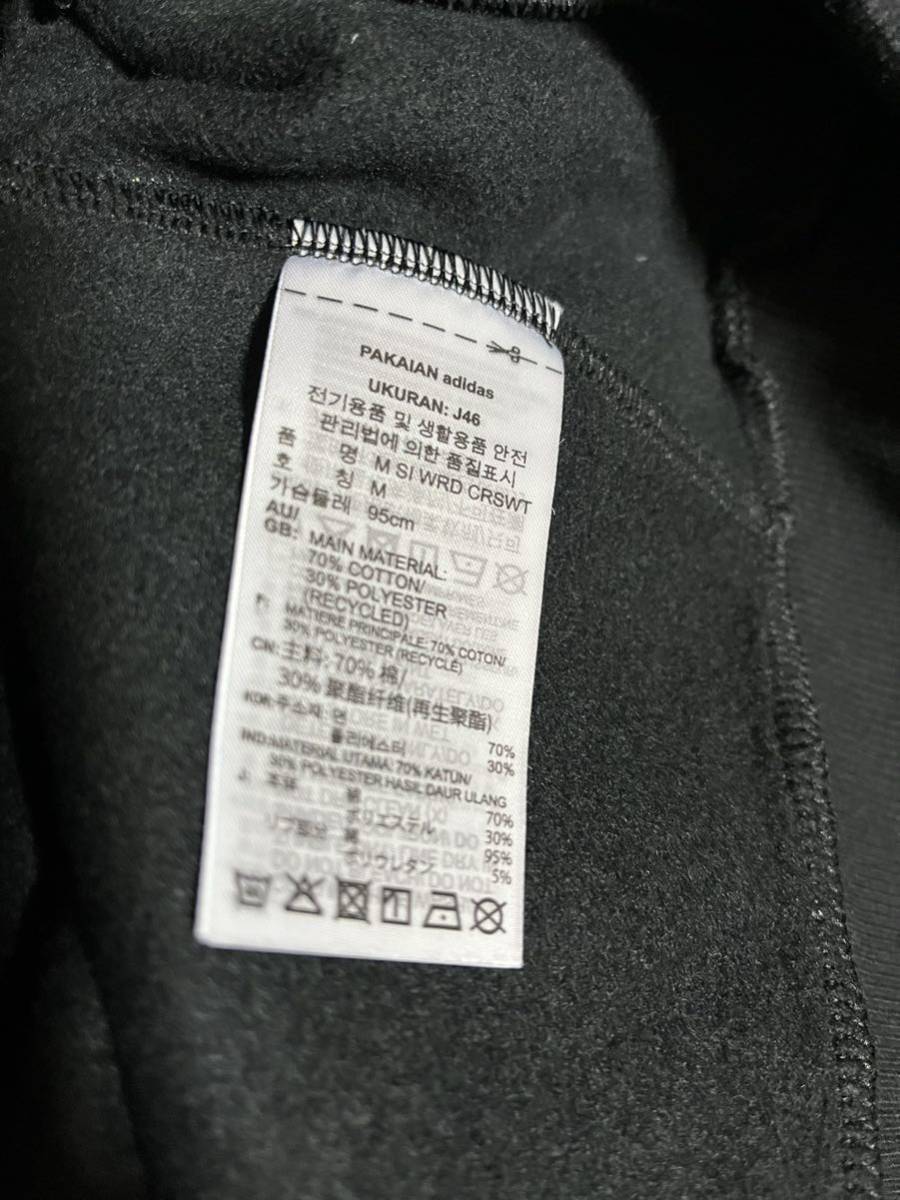 PAKAIAN adidas
UKURAN: J46
전기용품 및 생활용품 안전
관리법에 의한 품질표시
품 명 M SI WRD CRSWT
호 칭 M
가슴둘레 95cm
AU/
GB: MAIN MATERIAL:
70% COTTON/
30% POLYESTER
(RECYCLED)
F: MATIÈRE PRINCIPALE: 70% COTON/
30% POLYESTER (RECYCLÉ)
CN: 主料: 70% 棉/
30% 聚酯纤维(再生聚酯)
KOR: 주소재: 면 70%
폴리에스터 30%
IND: MATERIAL UTAMA: 70% KATUN/
30% POLYESTER HASIL DAUR ULANG
J: 主要 綿 70%
ポリエステル 30%
リブ部分 綿 95%
ポリウレタン 5%